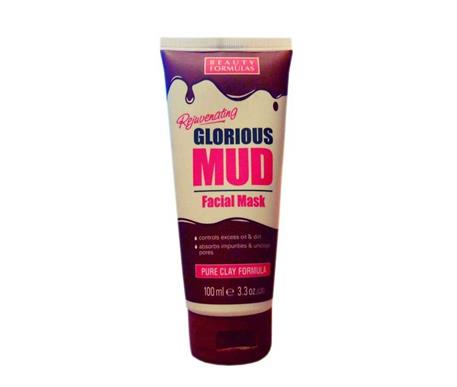 BEAUTY
FORMULAS
Rejuvenating
GLORIOUS
MUD
Facial Mask
• controls excess oil & dirt
• absorbs impurities & unclogs
pores
PURE CLAY FORMULA
100 ml e 3.3 oz.